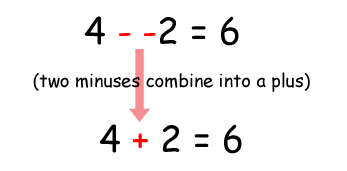 4 - -2 = 6
(two minuses combine into a plus)
4 + 2 = 6